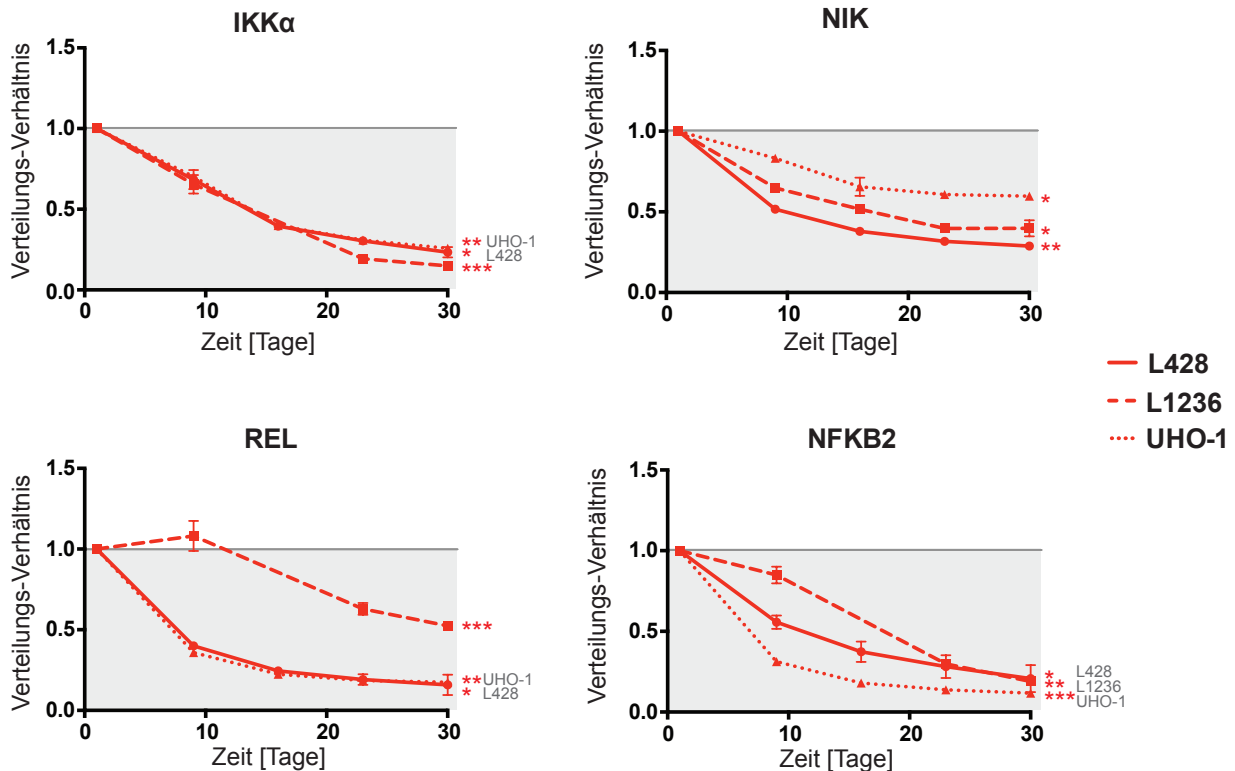 IKKα
Verteilungs-Verhältnis
1.5
1.0
0.5
0.0
** UHO-1
* L428
***
0 10 20 30
Zeit [Tage]
NIK
Verteilungs-Verhältnis
1.5
1.0
0.5
0.0
*
*
**
0 10 20 30
Zeit [Tage]
L428
L1236
UHO-1
REL
Verteilungs-Verhältnis
1.5
1.0
0.5
0.0
***
** UHO-1
* L428
0 10 20 30
Zeit [Tage]
NFKB2
Verteilungs-Verhältnis
1.5
1.0
0.5
0.0
* L428
** L1236
*** UHO-1
0 10 20 30
Zeit [Tage]